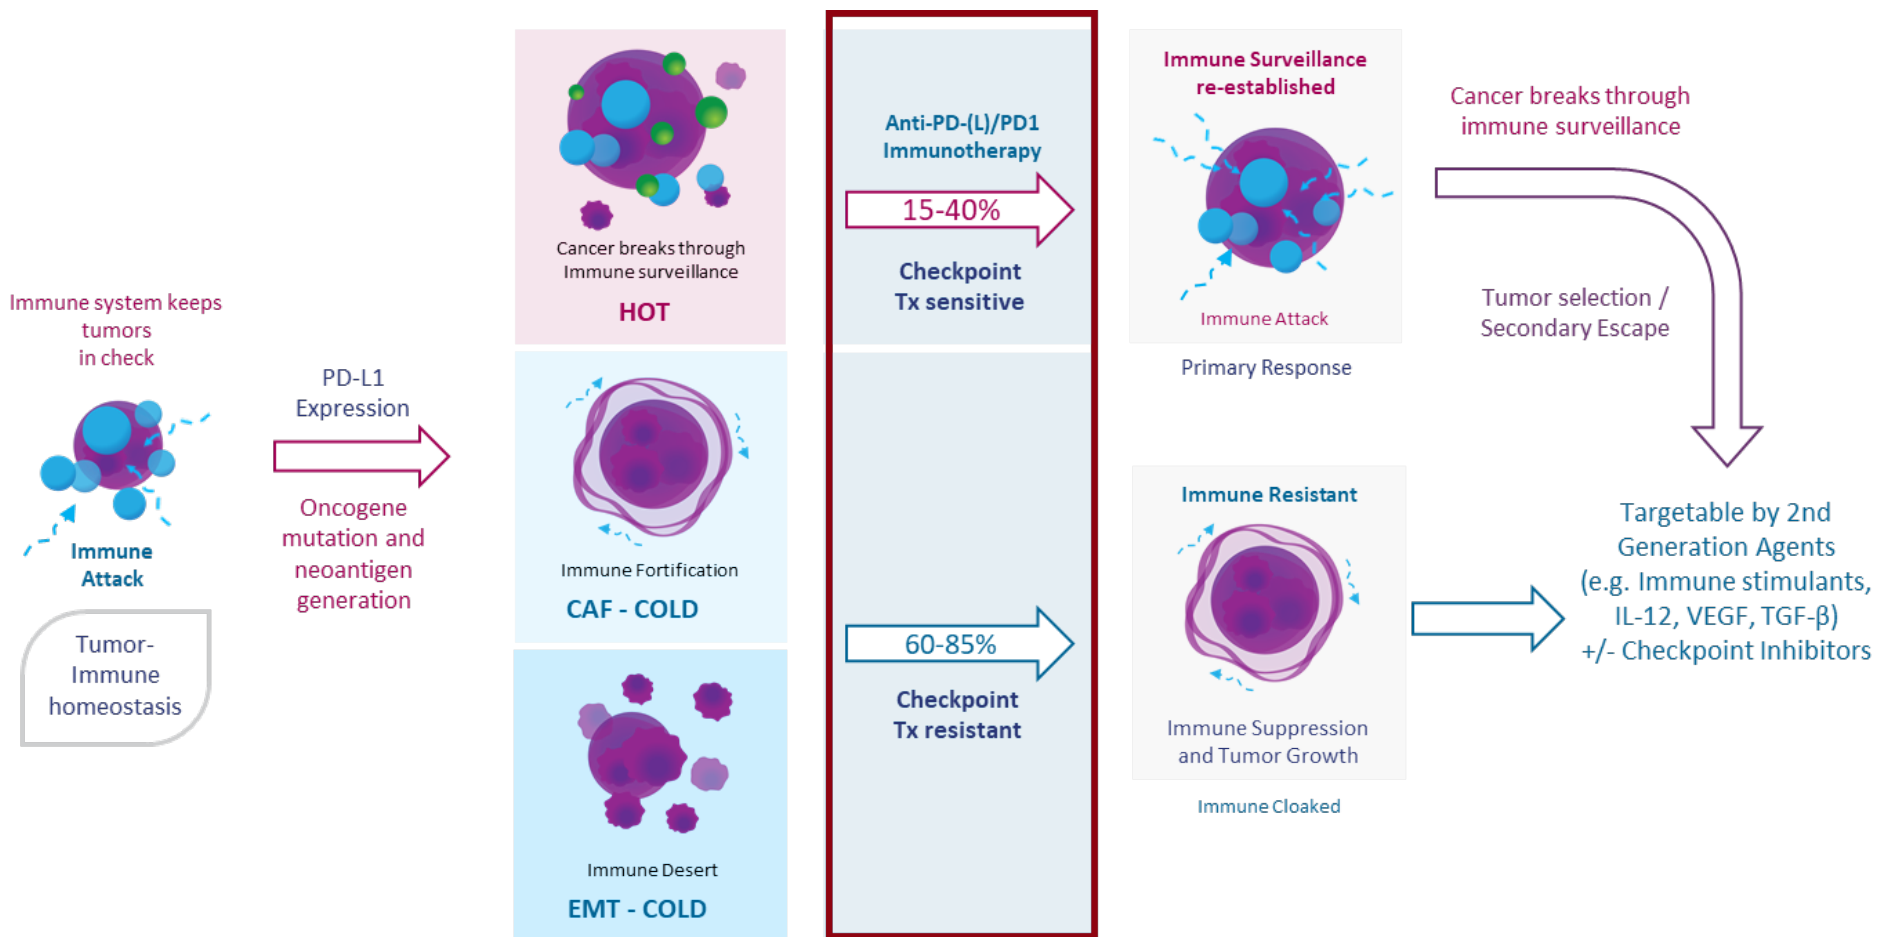 Immune system keeps
tumors
in check
Immune
Attack
Tumor-
Immune
homeostasis
PD-L1
Expression
Oncogene
mutation and
neoantigen
generation
Cancer breaks through
Immune surveillance
HOT
Immune Fortification
CAF - COLD
Immune Desert
EMT - COLD
Anti-PD-(L)/PD1
Immunotherapy
15-40%
Checkpoint
Tx sensitive
60-85%
Checkpoint
Tx resistant
Immune Surveillance
re-established
Immune Attack
Primary Response
Immune Resistant
Immune Suppression
and Tumor Growth
Immune Cloaked
Cancer breaks through
immune surveillance
Tumor selection /
Secondary Escape
Targetable by 2nd
Generation Agents
(e.g. Immune stimulants,
IL-12, VEGF, TGF-β)
+/- Checkpoint Inhibitors